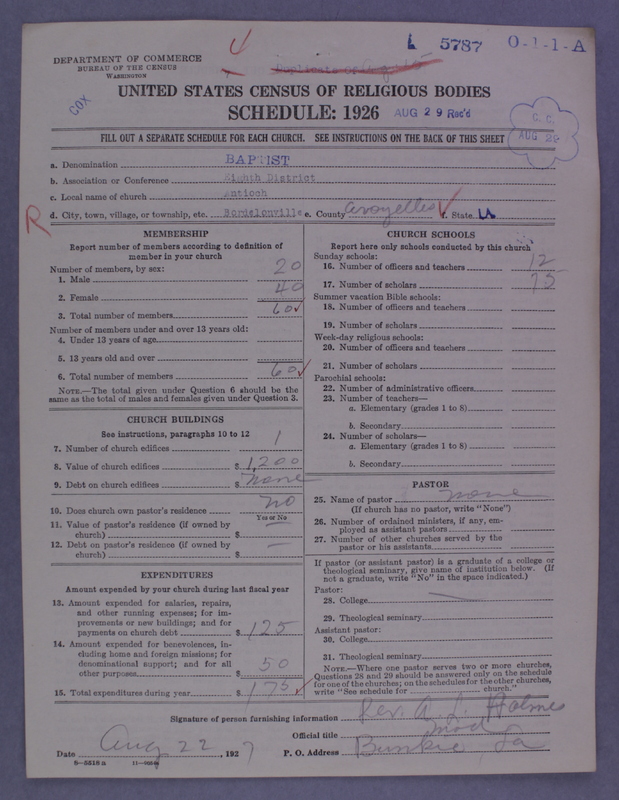 L 5787 O-1-1-A
DEPARTMENT OF COMMERCE
BUREAU OF THE CENSUS
WASHINGTON
COX
UNITED STATES CENSUS OF RELIGIOUS BODIES
SCHEDULE: 1926 AUG 29 Rec'd
C. C.
AUG 29
FILL OUT A SEPARATE SCHEDULE FOR EACH CHURCH. SEE INSTRUCTIONS ON THE BACK OF THIS SHEET
a. Denomination BAPTIST
b. Association or Conference Eighth District
c. Local name of church Antioch
R d. City, town, village, or township, etc. Bordelonville e. County Avoyelles f. State LA
MEMBERSHIP
Report number of members according to definition of
member in your church
Number of members, by sex:
1. Male 20
2. Female 40
3. Total number of members 60
Number of members under and over 13 years old:
4. Under 13 years of age
5. 13 years old and over
6. Total number of members 60
NOTE.—The total given under Question 6 should be the
same as the total of males and females given under Question 3.
CHURCH BUILDINGS
See instructions, paragraphs 10 to 12
7. Number of church edifices 1
8. Value of church edifices $ 1,200
9. Debt on church edifices $ none
10. Does church own pastor's residence no
Yes or No
11. Value of pastor's residence (if owned by
church) $ —
12. Debt on pastor's residence (if owned by
church) $ —
EXPENDITURES
Amount expended by your church during last fiscal year
13. Amount expended for salaries, repairs,
and other running expenses; for im-
provements or new buildings; and for
payments on church debt $ 125
14. Amount expended for benevolences, in-
cluding home and foreign missions; for
denominational support; and for all
other purposes $ 50
15. Total expenditures during year $ 175
CHURCH SCHOOLS
Report here only schools conducted by this church
Sunday schools:
16. Number of officers and teachers 12
17. Number of scholars 75
Summer vacation Bible schools:
18. Number of officers and teachers
19. Number of scholars
Week-day religious schools:
20. Number of officers and teachers
21. Number of scholars
Parochial schools:
22. Number of administrative officers
23. Number of teachers—
a. Elementary (grades 1 to 8)
b. Secondary
24. Number of scholars—
a. Elementary (grades 1 to 8)
b. Secondary
PASTOR
25. Name of pastor none
(If church has no pastor, write "None")
26. Number of ordained ministers, if any, em-
ployed as assistant pastors
27. Number of other churches served by the
pastor or his assistants
If pastor (or assistant pastor) is a graduate of a college or
theological seminary, give name of institution below. (If
not a graduate, write "No" in the space indicated.)
Pastor:
28. College
29. Theological seminary
Assistant pastor:
30. College
31. Theological seminary
NOTE.—Where one pastor serves two or more churches,
Questions 28 and 29 should be answered only on the schedule
for one of the churches; on the schedules for the other churches,
write "See schedule for church."
Signature of person furnishing information Rev. A. J. Holmes
Official title Mod
Date Aug 22, 1927 P. O. Address Bunkie, La
8—5518 a